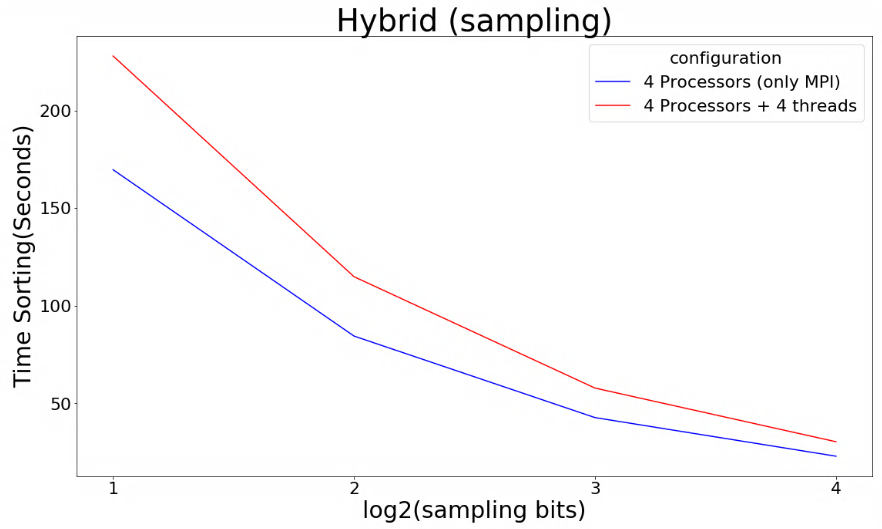 Hybrid (sampling)
configuration
4 Processors (only MPI)
4 Processors + 4 threads
Time Sorting(Seconds)
200
150
100
50
1 2 3 4
log2(sampling bits)